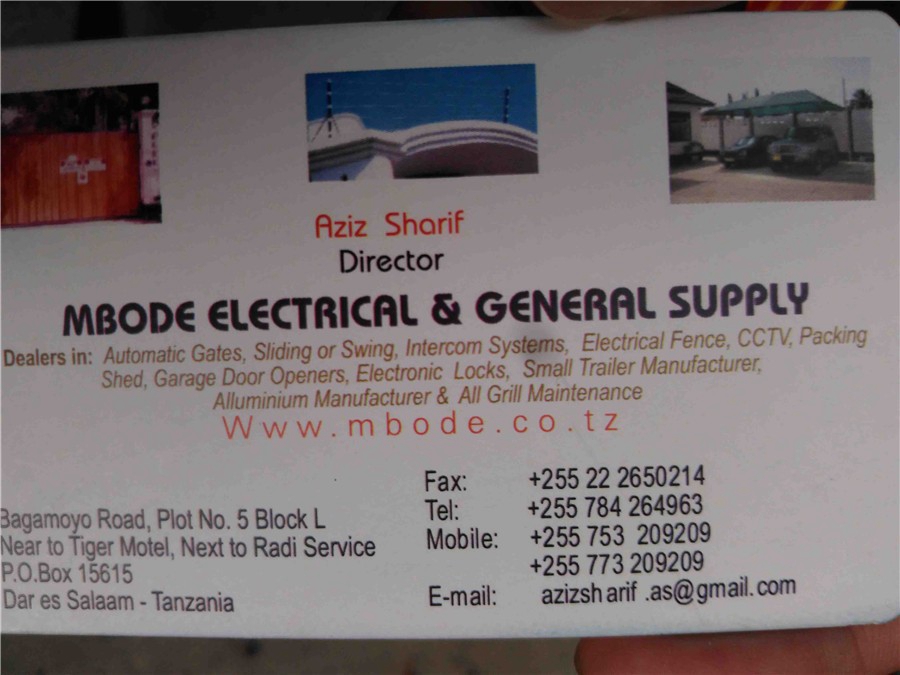 Aziz Sharif
Director
MBODE ELECTRICAL & GENERAL SUPPLY
Dealers in: Automatic Gates, Sliding or Swing, Intercom Systems, Electrical Fence, CCTV, Packing
Shed, Garage Door Openers, Electronic Locks, Small Trailer Manufacturer,
Alluminium Manufacturer & All Grill Maintenance
Www.mbode.co.tz
Bagamoyo Road, Plot No. 5 Block L
Near to Tiger Motel, Next to Radi Service
P.O.Box 15615
Dar es Salaam - Tanzania
Fax: +255 22 2650214
Tel: +255 784 264963
Mobile: +255 753 209209
+255 773 209209
E-mail: azizsharif .as@gmail.com